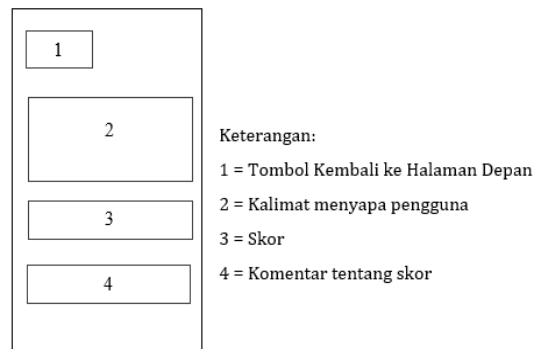 1
2
3
4
Keterangan:
1 = Tombol Kembali ke Halaman Depan
2 = Kalimat menyapa pengguna
3 = Skor
4 = Komentar tentang skor